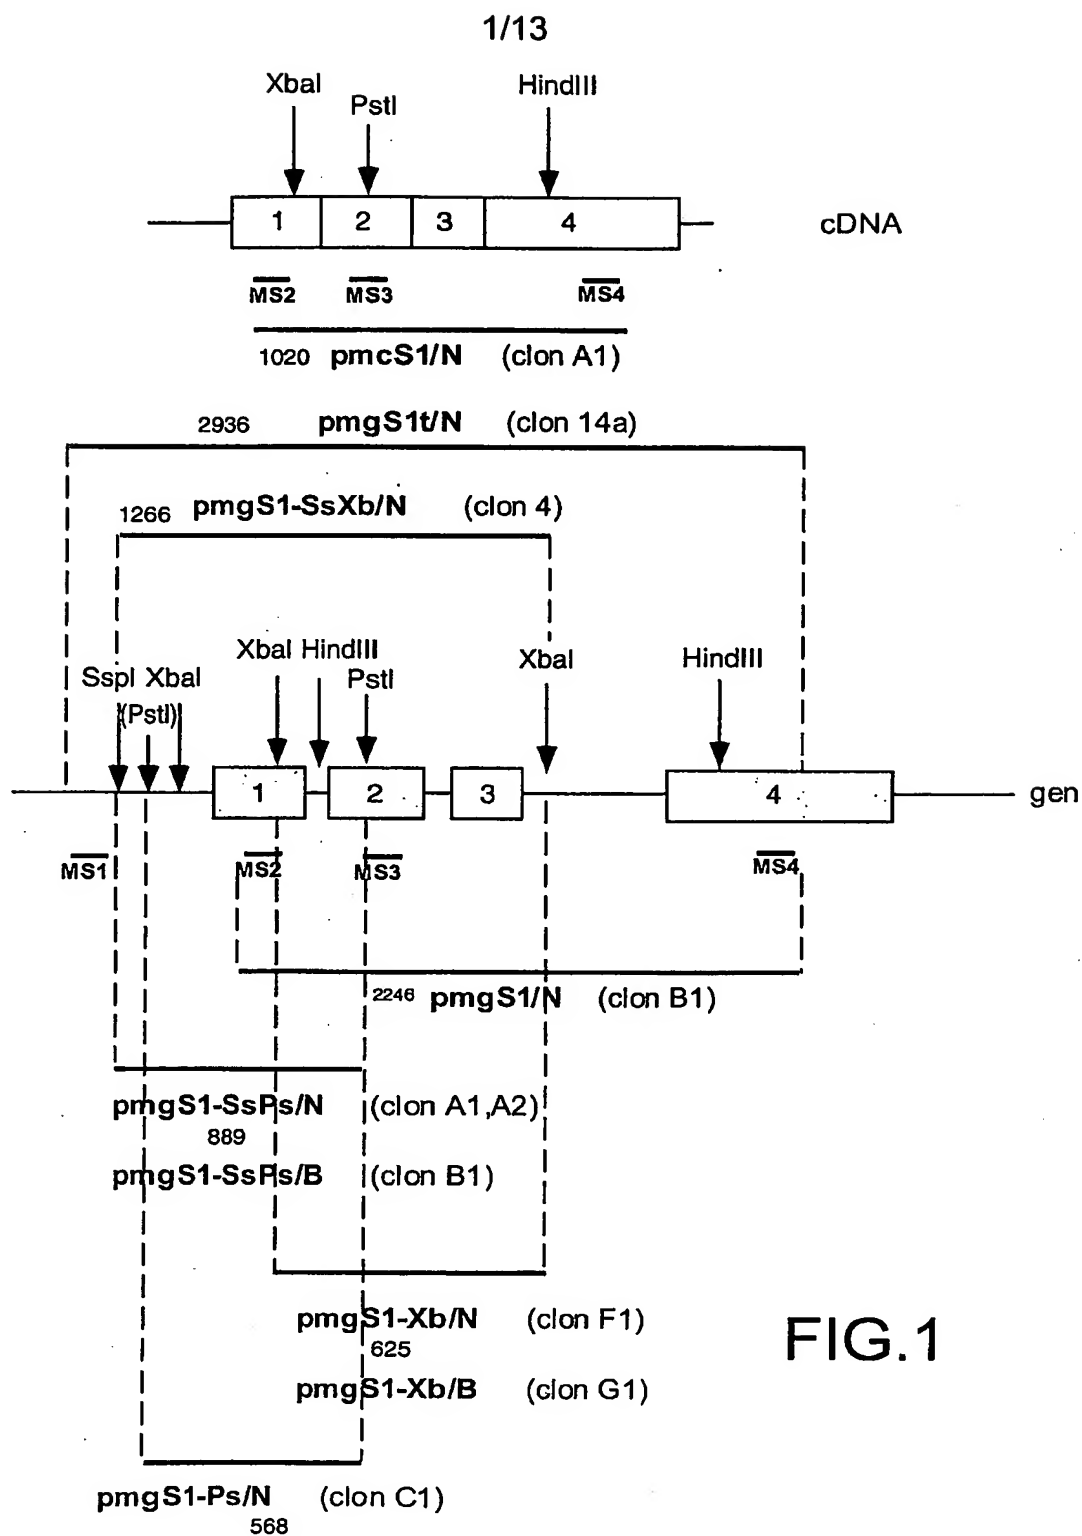 1/13
XbaI
PstI
HindIII
1 2 3 4
cDNA
MS2 MS3 MS4
1020 pmcS1/N (clon A1)
2936 pmgS1t/N (clon 14a)
1266 pmgS1-SsXb/N (clon 4)
XbaI HindIII XbaI HindIII
SspI XbaI PstI
(PstI)
1 2 3 4 gen
MS1 MS2 MS3 MS4
2246 pmgS1/N (clon B1)
pmgS1-SsPs/N (clon A1,A2)
889
pmgS1-SsPs/B (clon B1)
pmgS1-Xb/N (clon F1)
625
pmgS1-Xb/B (clon G1)
FIG.1
pmgS1-Ps/N (clon C1)
568